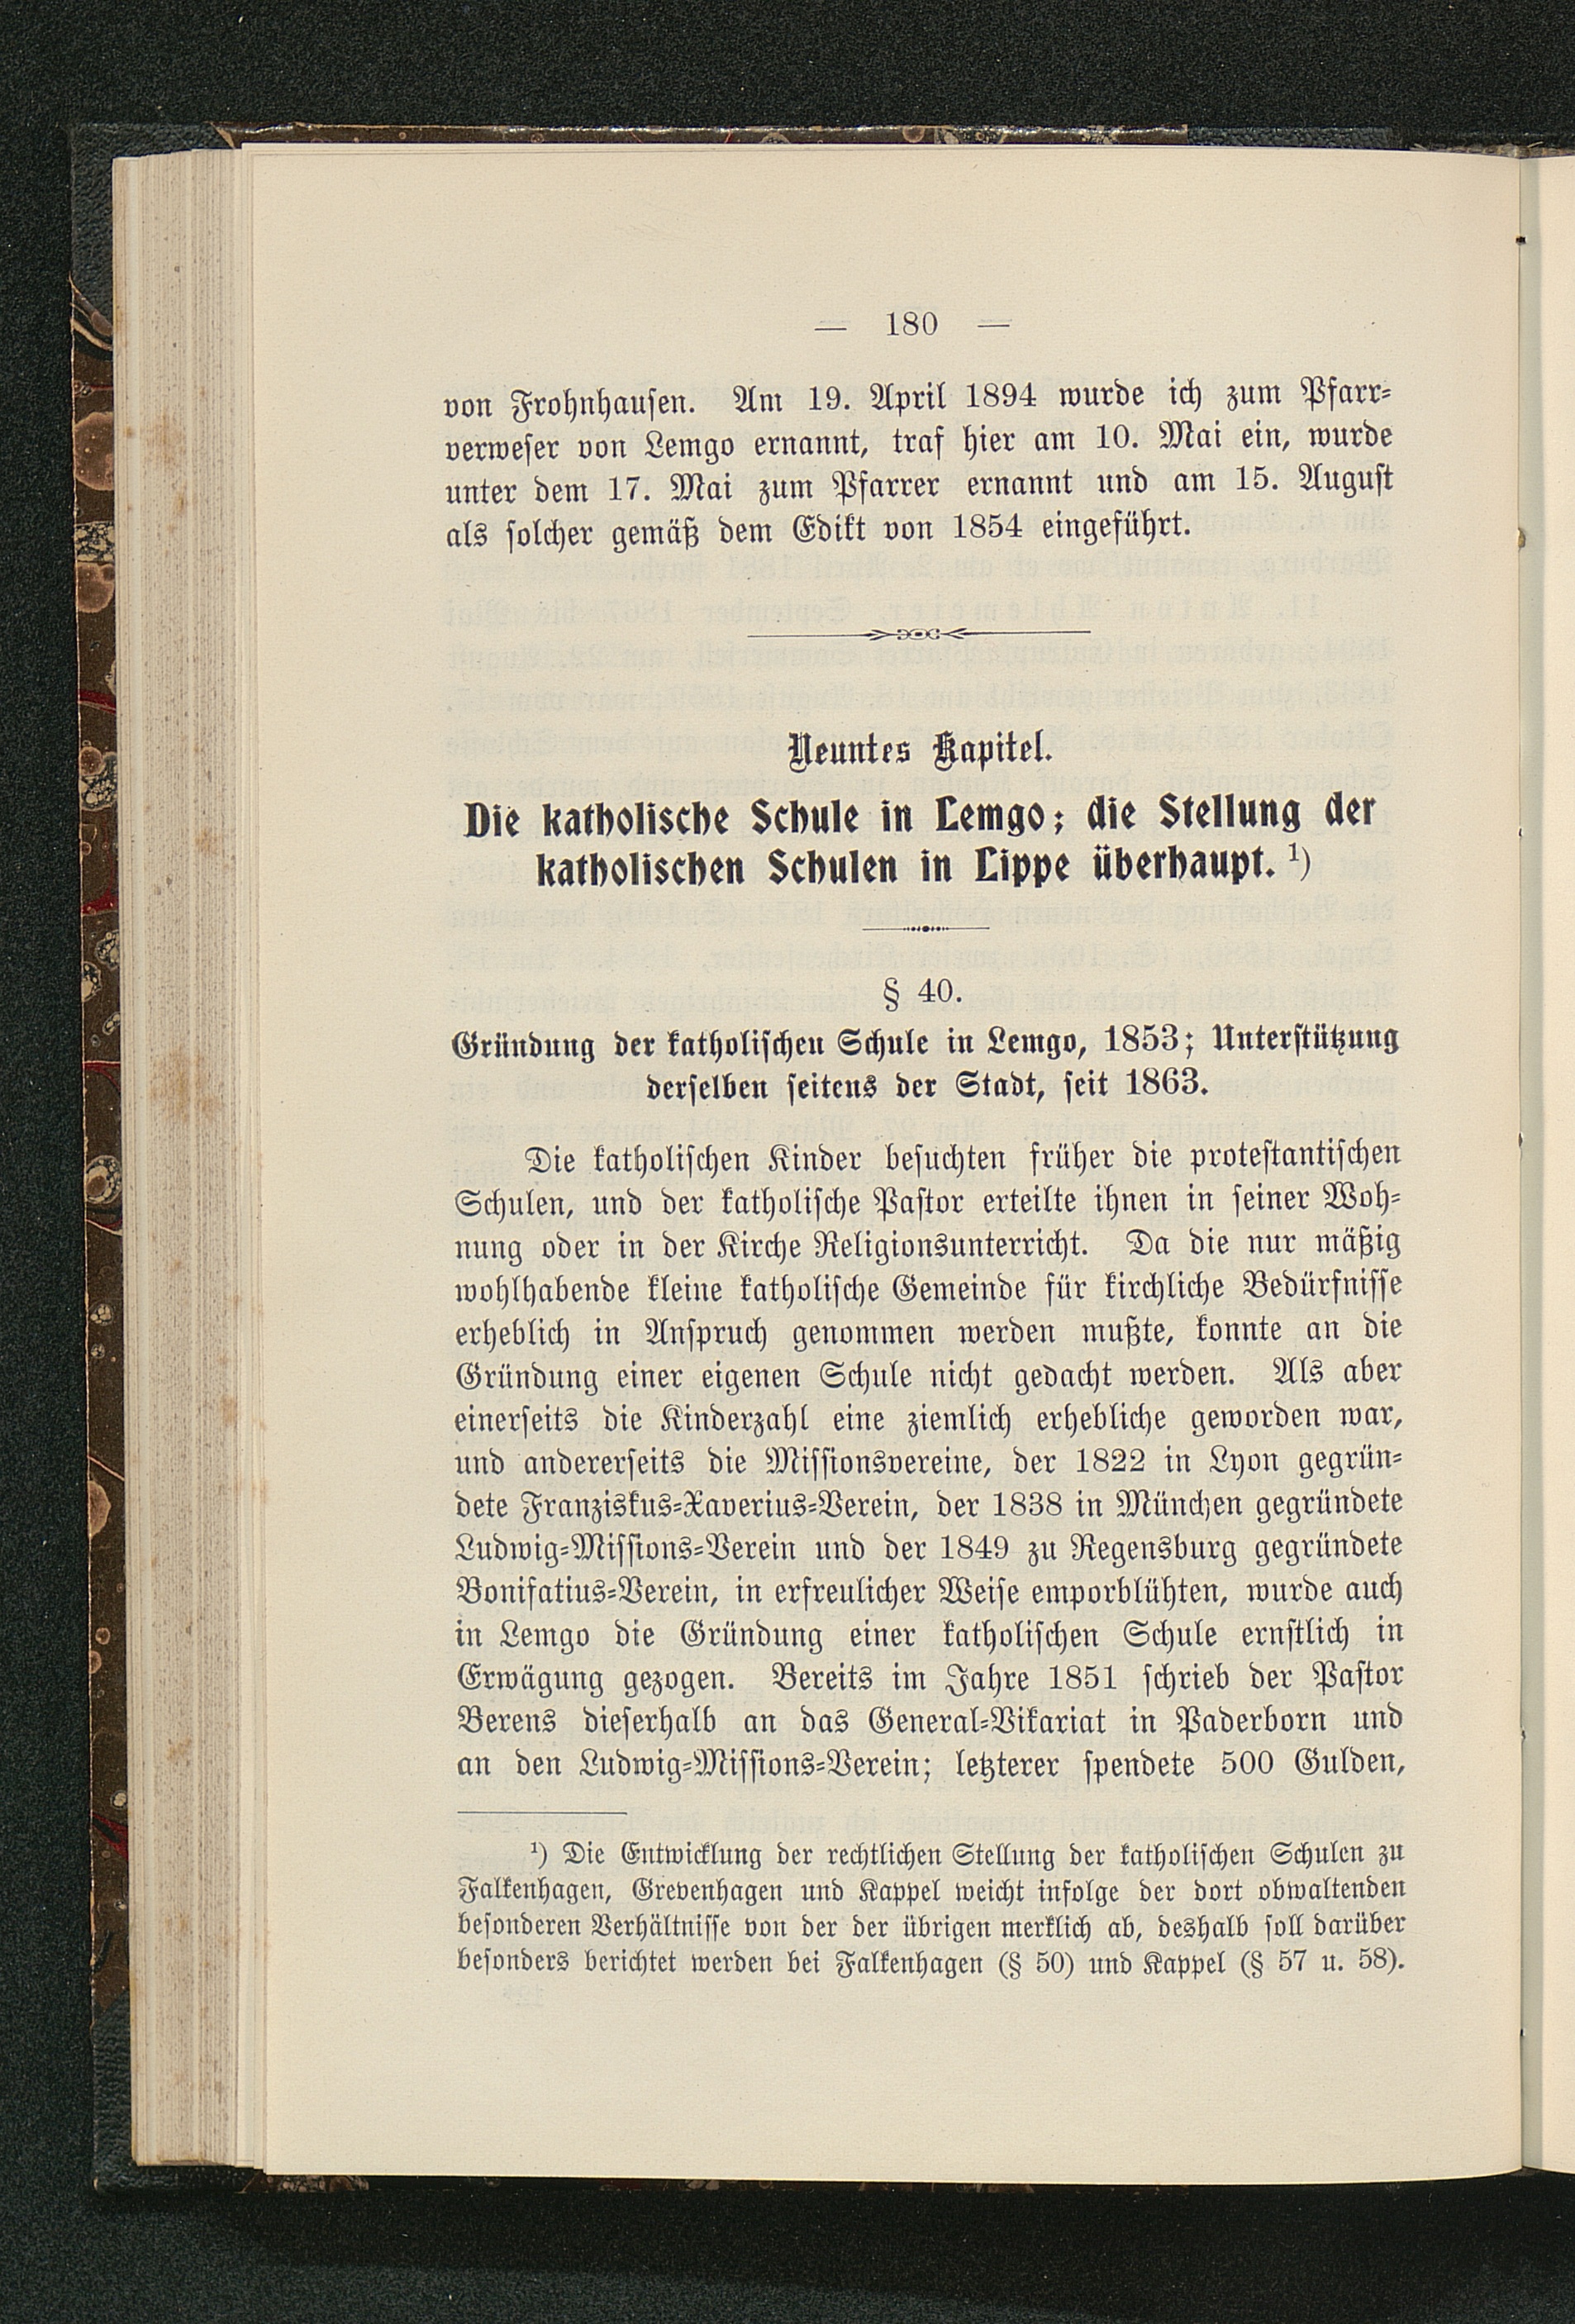 — 180 —
von Frohnhausen. Am 19. April 1894 wurde ich zum Pfarr-
verweser von Lemgo ernannt, traf hier am 10. Mai ein, wurde
unter dem 17. Mai zum Pfarrer ernannt und am 15. August
als solcher gemäß dem Edikt von 1854 eingeführt.
Neuntes Kapitel.
Die katholische Schule in Lemgo; die Stellung der
katholischen Schulen in Lippe überhaupt. ¹)
§ 40.
Gründung der katholischen Schule in Lemgo, 1853; Unterstützung
derselben seitens der Stadt, seit 1863.
Die katholischen Kinder besuchten früher die protestantischen
Schulen, und der katholische Pastor erteilte ihnen in seiner Woh-
nung oder in der Kirche Religionsunterricht. Da die nur mäßig
wohlhabende kleine katholische Gemeinde für kirchliche Bedürfnisse
erheblich in Anspruch genommen werden mußte, konnte an die
Gründung einer eigenen Schule nicht gedacht werden. Als aber
einerseits die Kinderzahl eine ziemlich erhebliche geworden war,
und andererseits die Missionsvereine, der 1822 in Lyon gegrün-
dete Franziskus-Xaverius-Verein, der 1838 in München gegründete
Ludwig-Missions-Verein und der 1849 zu Regensburg gegründete
Bonifatius-Verein, in erfreulicher Weise emporblühten, wurde auch
in Lemgo die Gründung einer katholischen Schule ernstlich in
Erwägung gezogen. Bereits im Jahre 1851 schrieb der Pastor
Berens dieserhalb an das General-Vikariat in Paderborn und
an den Ludwig-Missions-Verein; letzterer spendete 500 Gulden,
¹) Die Entwicklung der rechtlichen Stellung der katholischen Schulen zu
Falkenhagen, Grevenhagen und Kappel weicht infolge der dort obwaltenden
besonderen Verhältnisse von der der übrigen merklich ab, deshalb soll darüber
besonders berichtet werden bei Falkenhagen (§ 50) und Kappel (§ 57 u. 58).